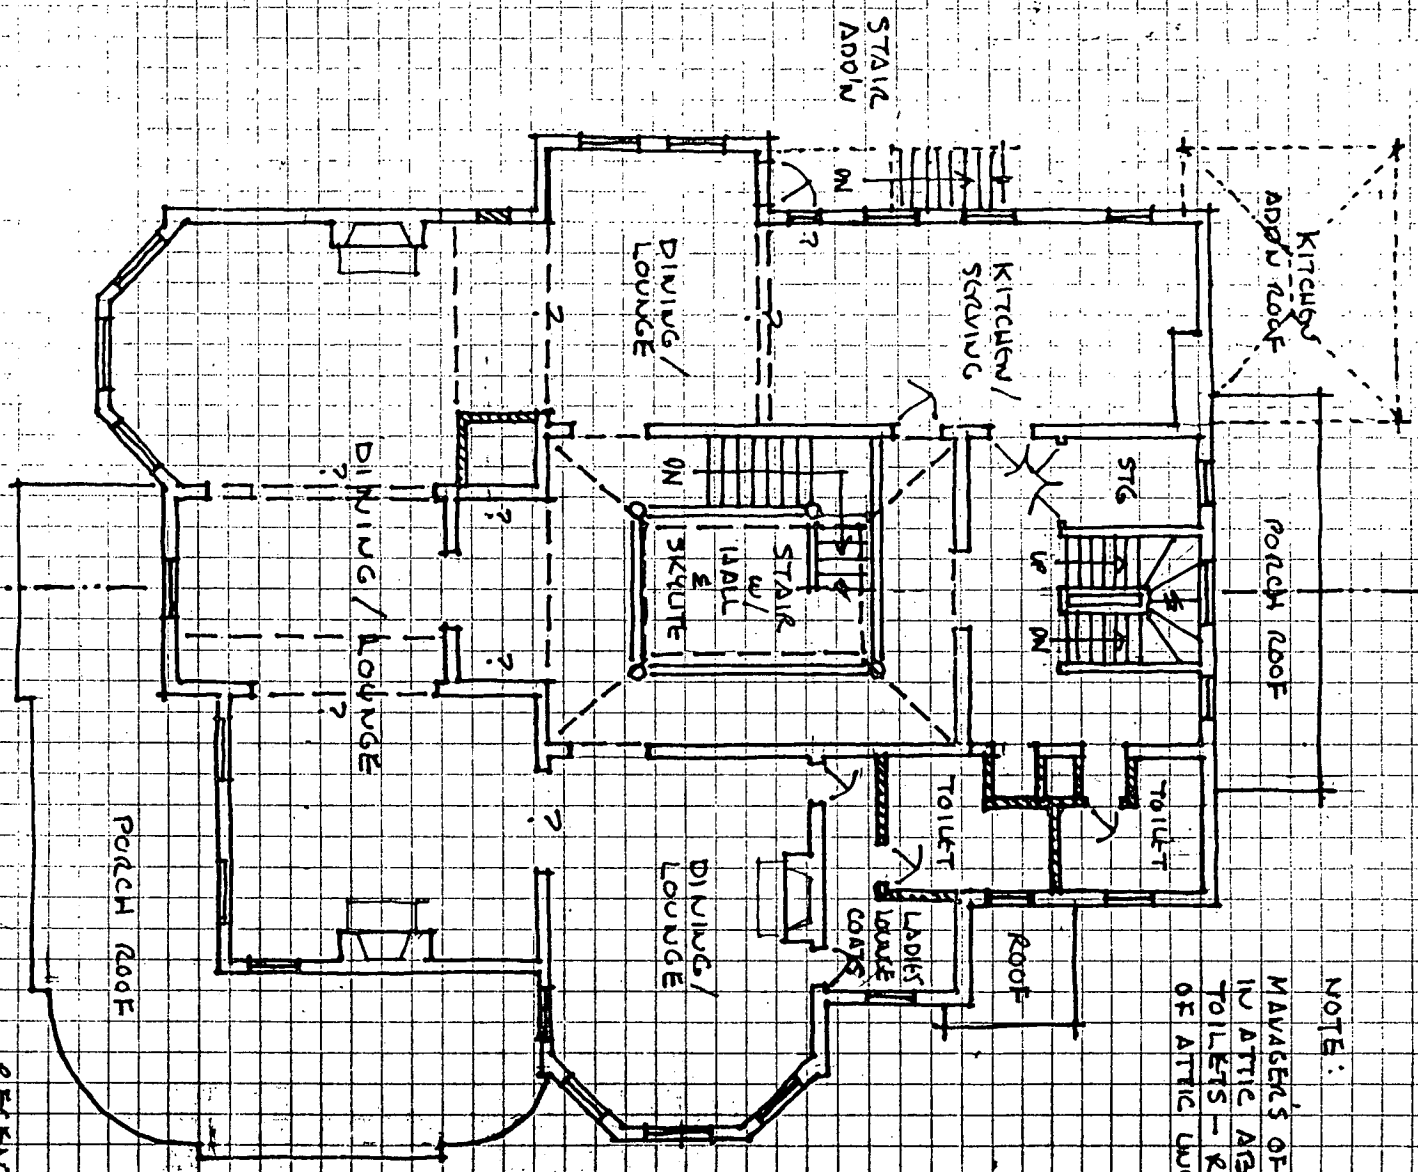 STAIR
ADD'N
DN
?
KITCHEN
ADD'N ROOF
DINING/
LOUNGE
KITCHEN/
SERVING
?
?
STG
PORCH ROOF
DN
UP
DN
STAIR
W/
HALL
&
SKYLITE
DINING/LOUNGE
?
?
?
?
?
TOILET
TOILET
DINING/
LOUNGE
LADIES
LOUNGE
COATS
ROOF
PORCH ROOF
NOTE:
MANAGER'S OF
IN ATTIC ARE
TOILETS - R
OF ATTIC UN